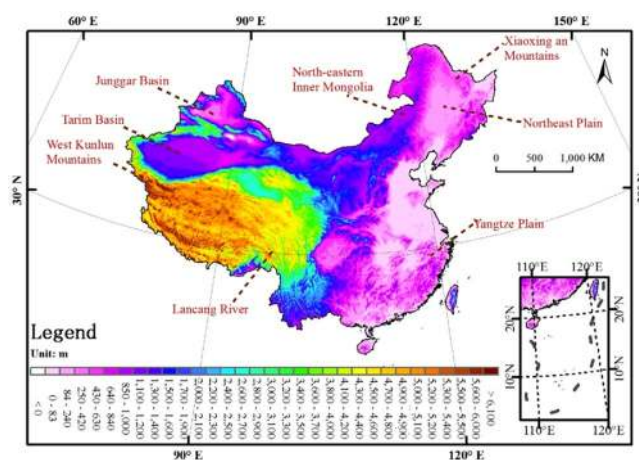 60° E
90° E
120° E
150° E
Xiaoxing an
Mountains
N
Junggar Basin
North-eastern
Inner Mongolia
Tarim Basin
Northeast Plain
West Kunlun
Mountains
0 500 1,000 KM
30° N
Yangtze Plain
Lancang River
110°E 120°E
20°N
20°N
10°N
10°N
110°E 120°E
Legend
Unit: m
< 0
0 - 83
84 - 240
250 - 420
430 - 630
640 - 840
850 - 1,000
1,100 - 1,200
1,300 - 1,400
1,500 - 1,600
1,700 - 1,900
2,000 - 2,100
2,200 - 2,300
2,400 - 2,500
2,600 - 2,700
2,800 - 2,900
3,000 - 3,100
3,200 - 3,300
3,400 - 3,500
3,600 - 3,700
3,800 - 4,000
4,100 - 4,200
4,300 - 4,400
4,500 - 4,600
4,700 - 4,800
4,900 - 5,000
5,100 - 5,200
5,300 - 5,400
5,500 - 5,500
5,600 - 6,000
> 6,100
90°E
120°E